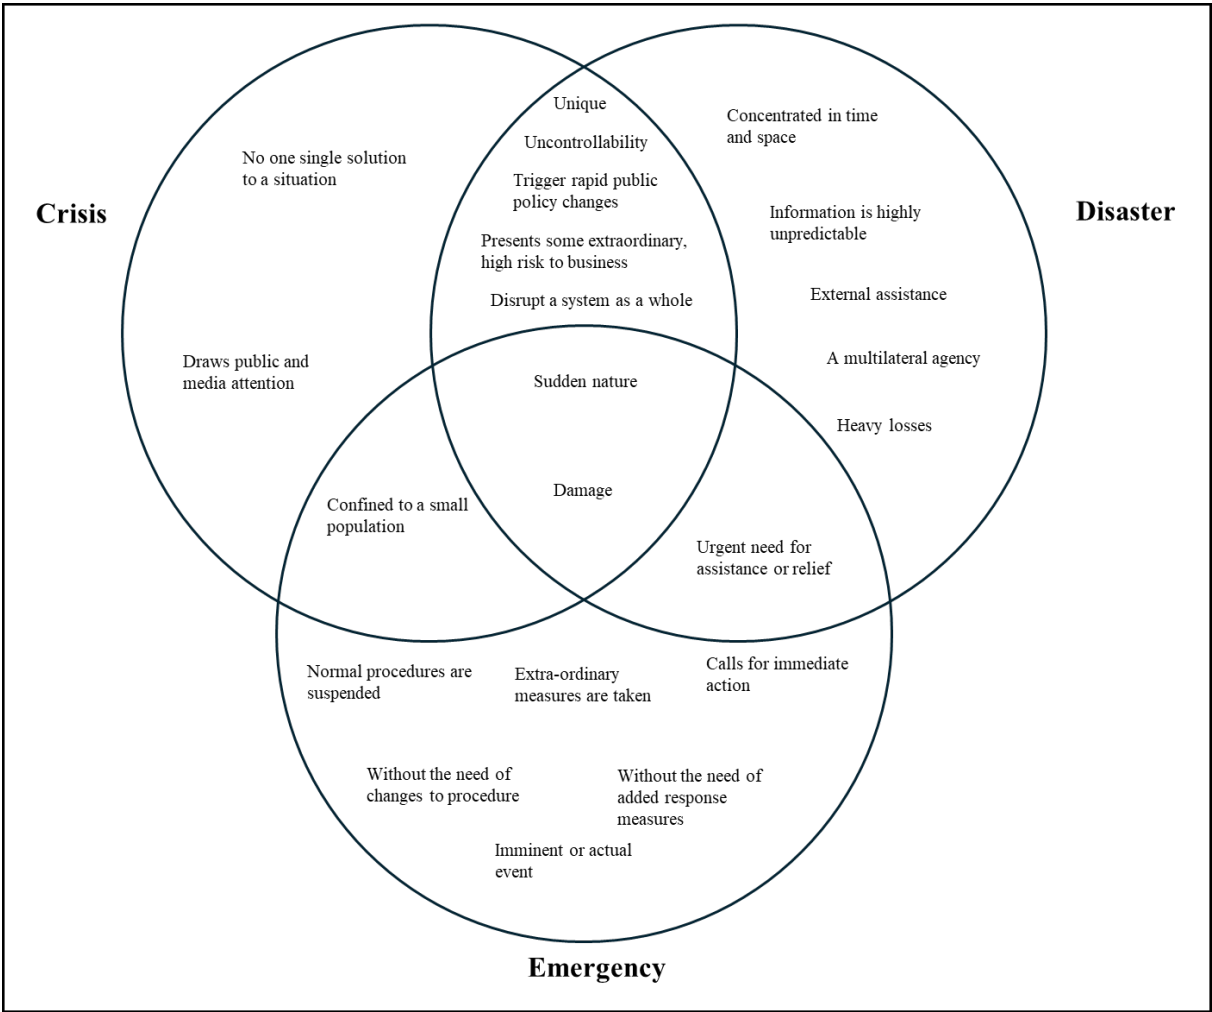 Crisis
Disaster
Emergency
No one single solution
to a situation
Draws public and
media attention
Unique
Uncontrollability
Trigger rapid public
policy changes
Presents some extraordinary,
high risk to business
Disrupt a system as a whole
Concentrated in time
and space
Information is highly
unpredictable
External assistance
A multilateral agency
Heavy losses
Sudden nature
Damage
Confined to a small
population
Urgent need for
assistance or relief
Normal procedures are
suspended
Extra-ordinary
measures are taken
Calls for immediate
action
Without the need of
changes to procedure
Without the need of
added response
measures
Imminent or actual
event